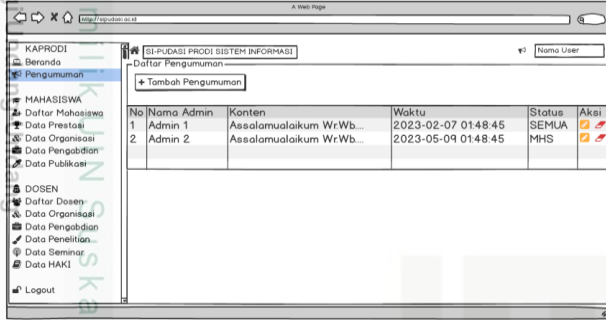 A Web Page
http://sipudasi.ac.id
KAPRODI
Beranda
Pengumuman
MAHASISWA
Daftar Mahasiswa
Data Prestasi
Data Organisasi
Data Pengabdian
Data Publikasi
DOSEN
Daftar Dosen
Data Organisasi
Data Pengabdian
Data Penelitian
Data Seminar
Data HAKI
Logout
SI-PUDASI PRODI SISTEM INFORMASI
Nama User
Daftar Pengumuman
+ Tambah Pengumuman
No Nama Admin Konten Waktu Status Aksi
1 Admin 1 Assalamualaikum Wr.Wb.... 2023-02-07 01:48:45 SEMUA
2 Admin 2 Assalamualaikum Wr.Wb.... 2023-05-09 01:48:45 MHS
milik UIN Suska